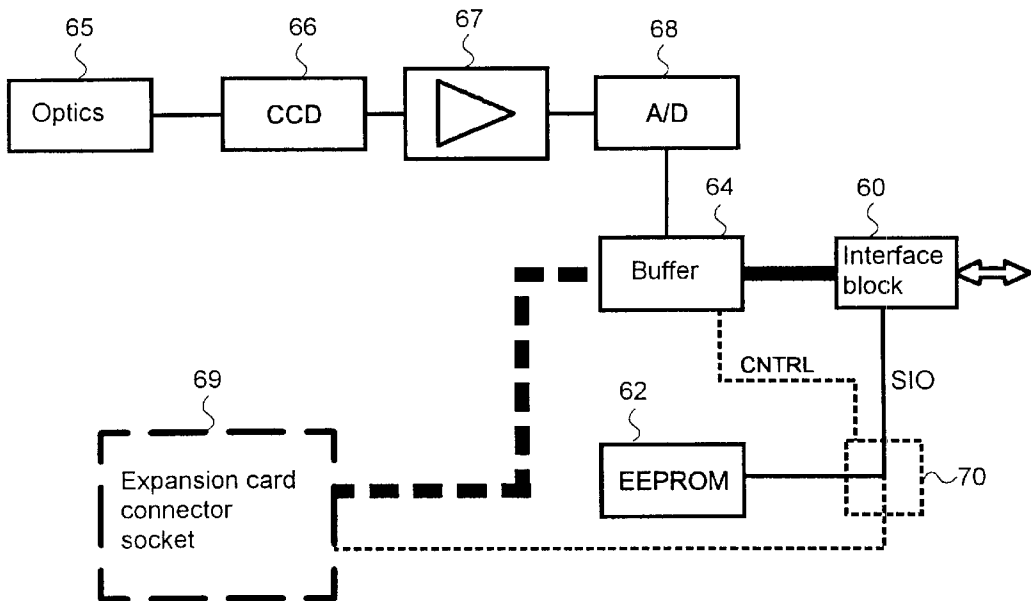 65
66
67
68
Optics
CCD
A/D
64
60
Buffer
Interface
block
CNTRL
SIO
69
62
Expansion card
connector
socket
EEPROM
70